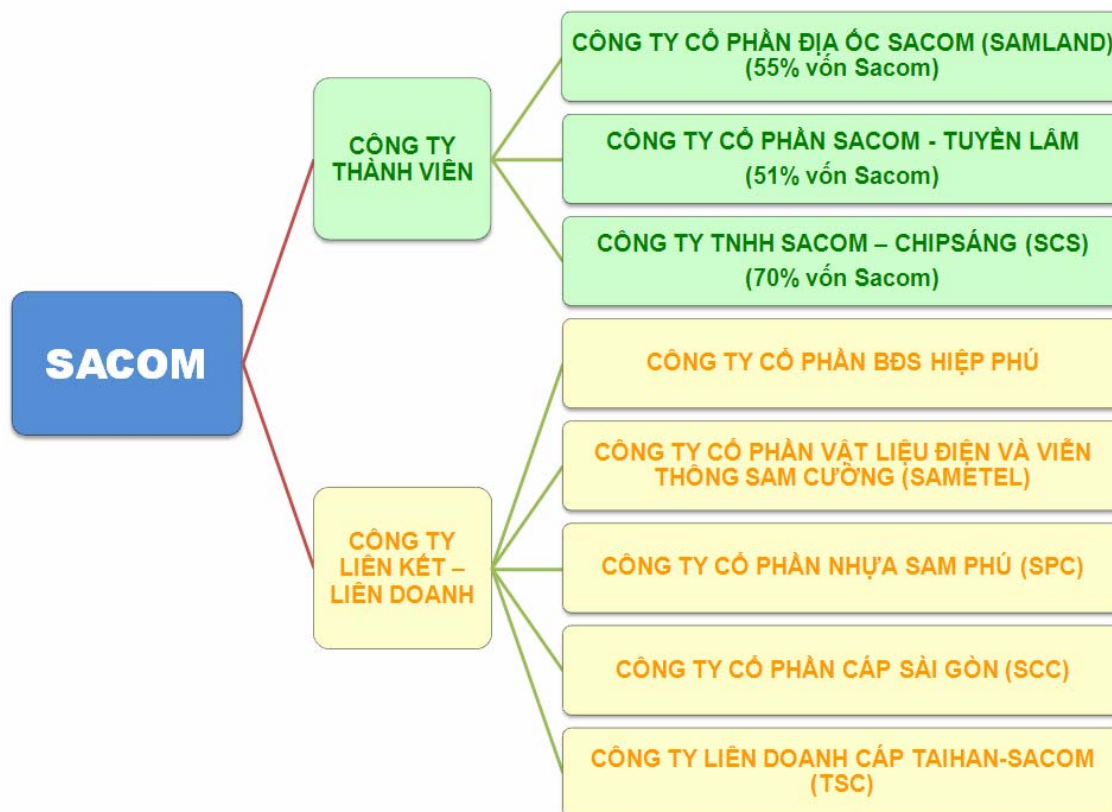 SACOM
CÔNG TY
THÀNH VIÊN
CÔNG TY CỔ PHẦN ĐỊA ỐC SACOM (SAMLAND)
(55% vốn Sacom)
CÔNG TY CỔ PHẦN SACOM - TUYỀN LÂM
(51% vốn Sacom)
CÔNG TY TNHH SACOM – CHIPSÁNG (SCS)
(70% vốn Sacom)
CÔNG TY
LIÊN KẾT –
LIÊN DOANH
CÔNG TY CỔ PHẦN BĐS HIỆP PHÚ
CÔNG TY CỔ PHẦN VẬT LIỆU ĐIỆN VÀ VIỄN
THÔNG SAM CƯỜNG (SAMETEL)
CÔNG TY CỔ PHẦN NHỰA SAM PHÚ (SPC)
CÔNG TY CỔ PHẦN CÁP SÀI GÒN (SCC)
CÔNG TY LIÊN DOANH CÁP TAIHAN-SACOM
(TSC)